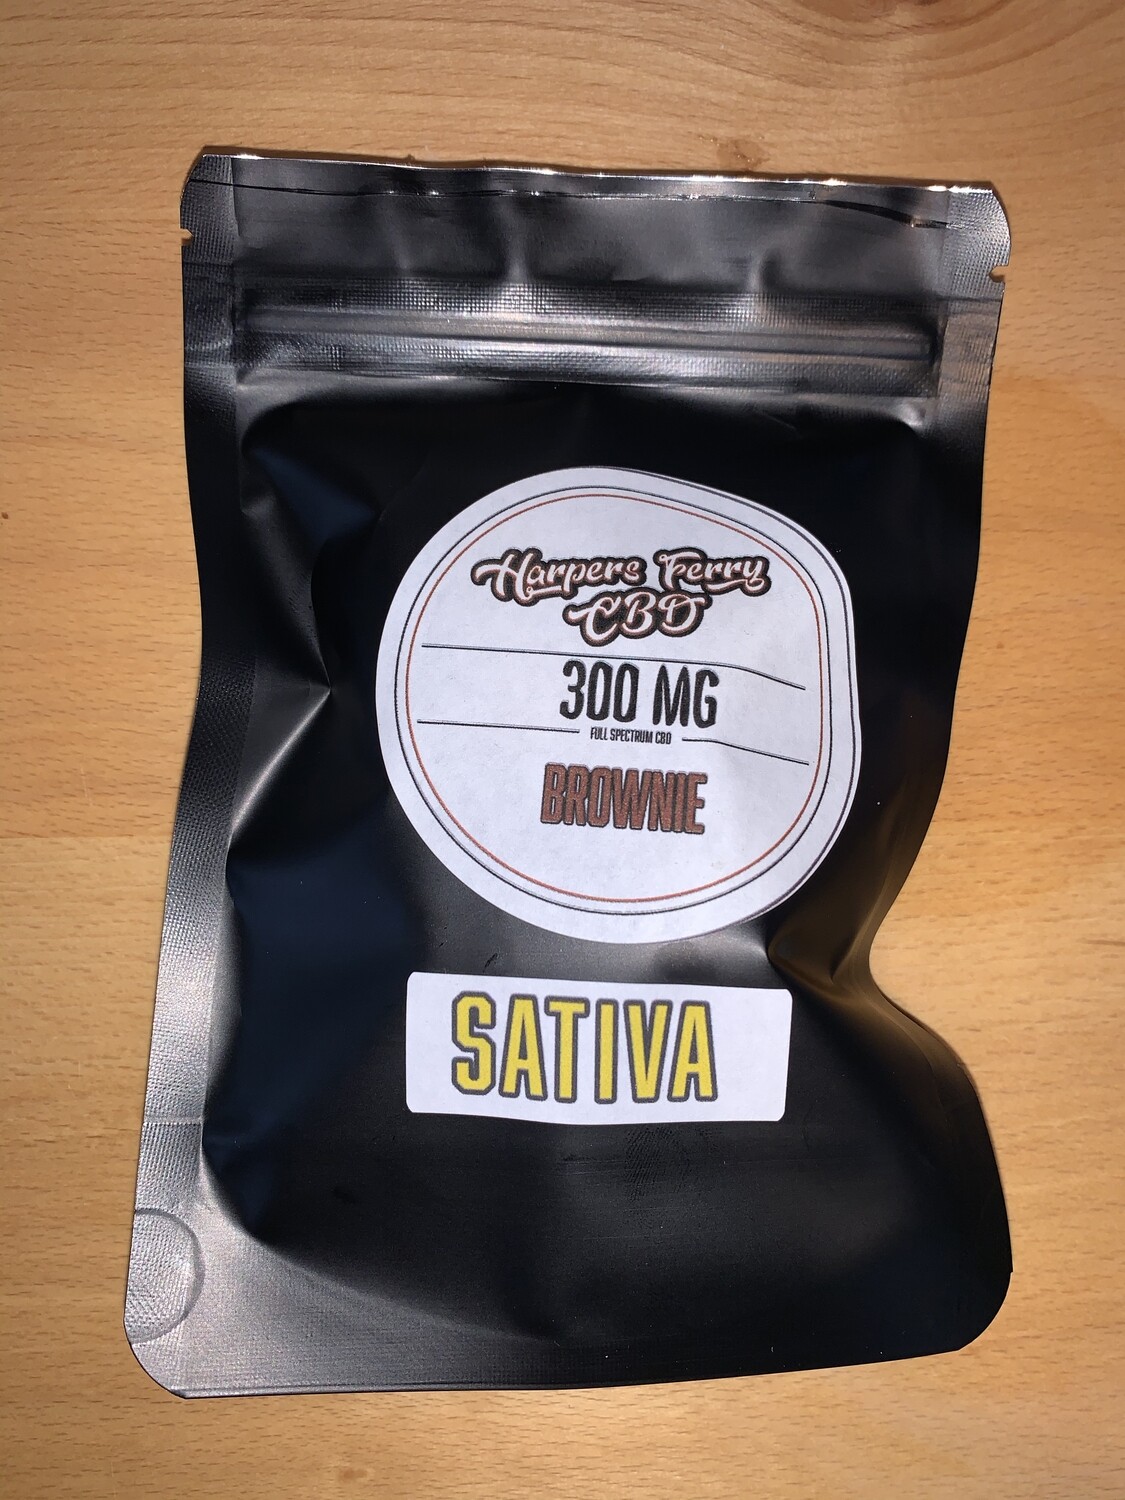 Harpers Ferry
CBD
300 MG
FULL SPECTRUM CBD
BROWNIE
SATIVA